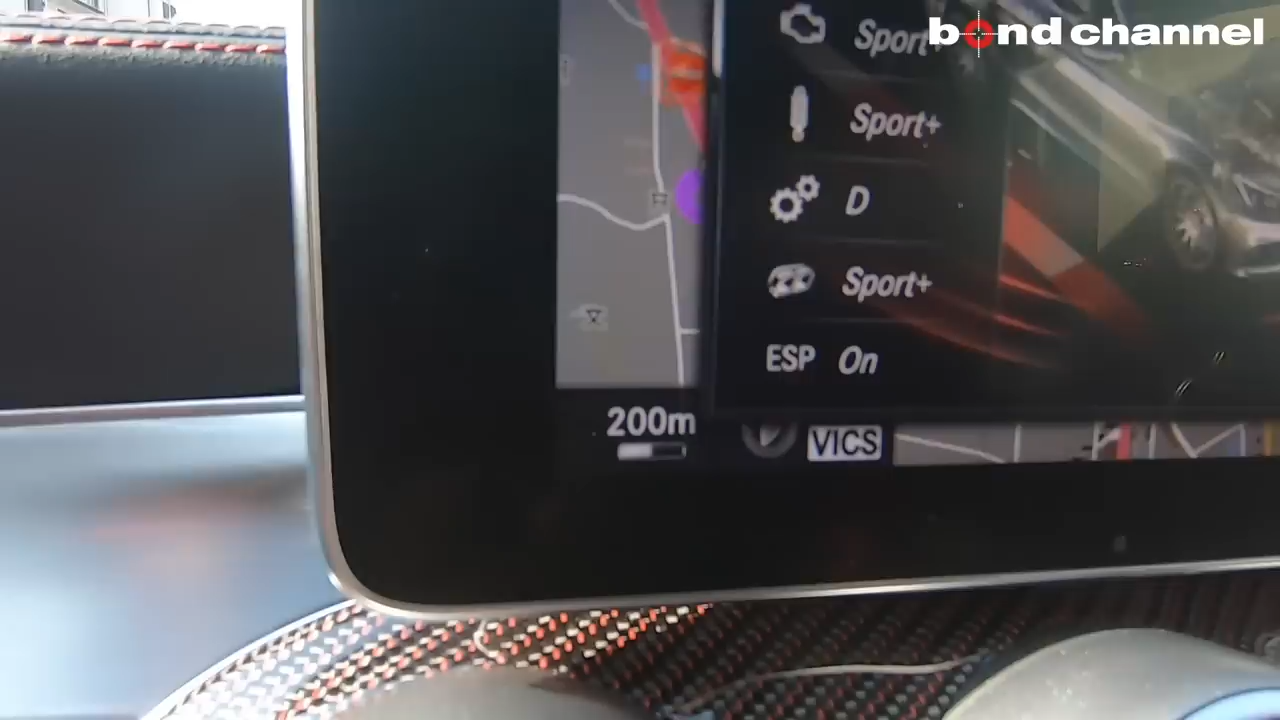 Sport+
bond channel
Sport+
D
Sport+
ESP On
200m
VICS